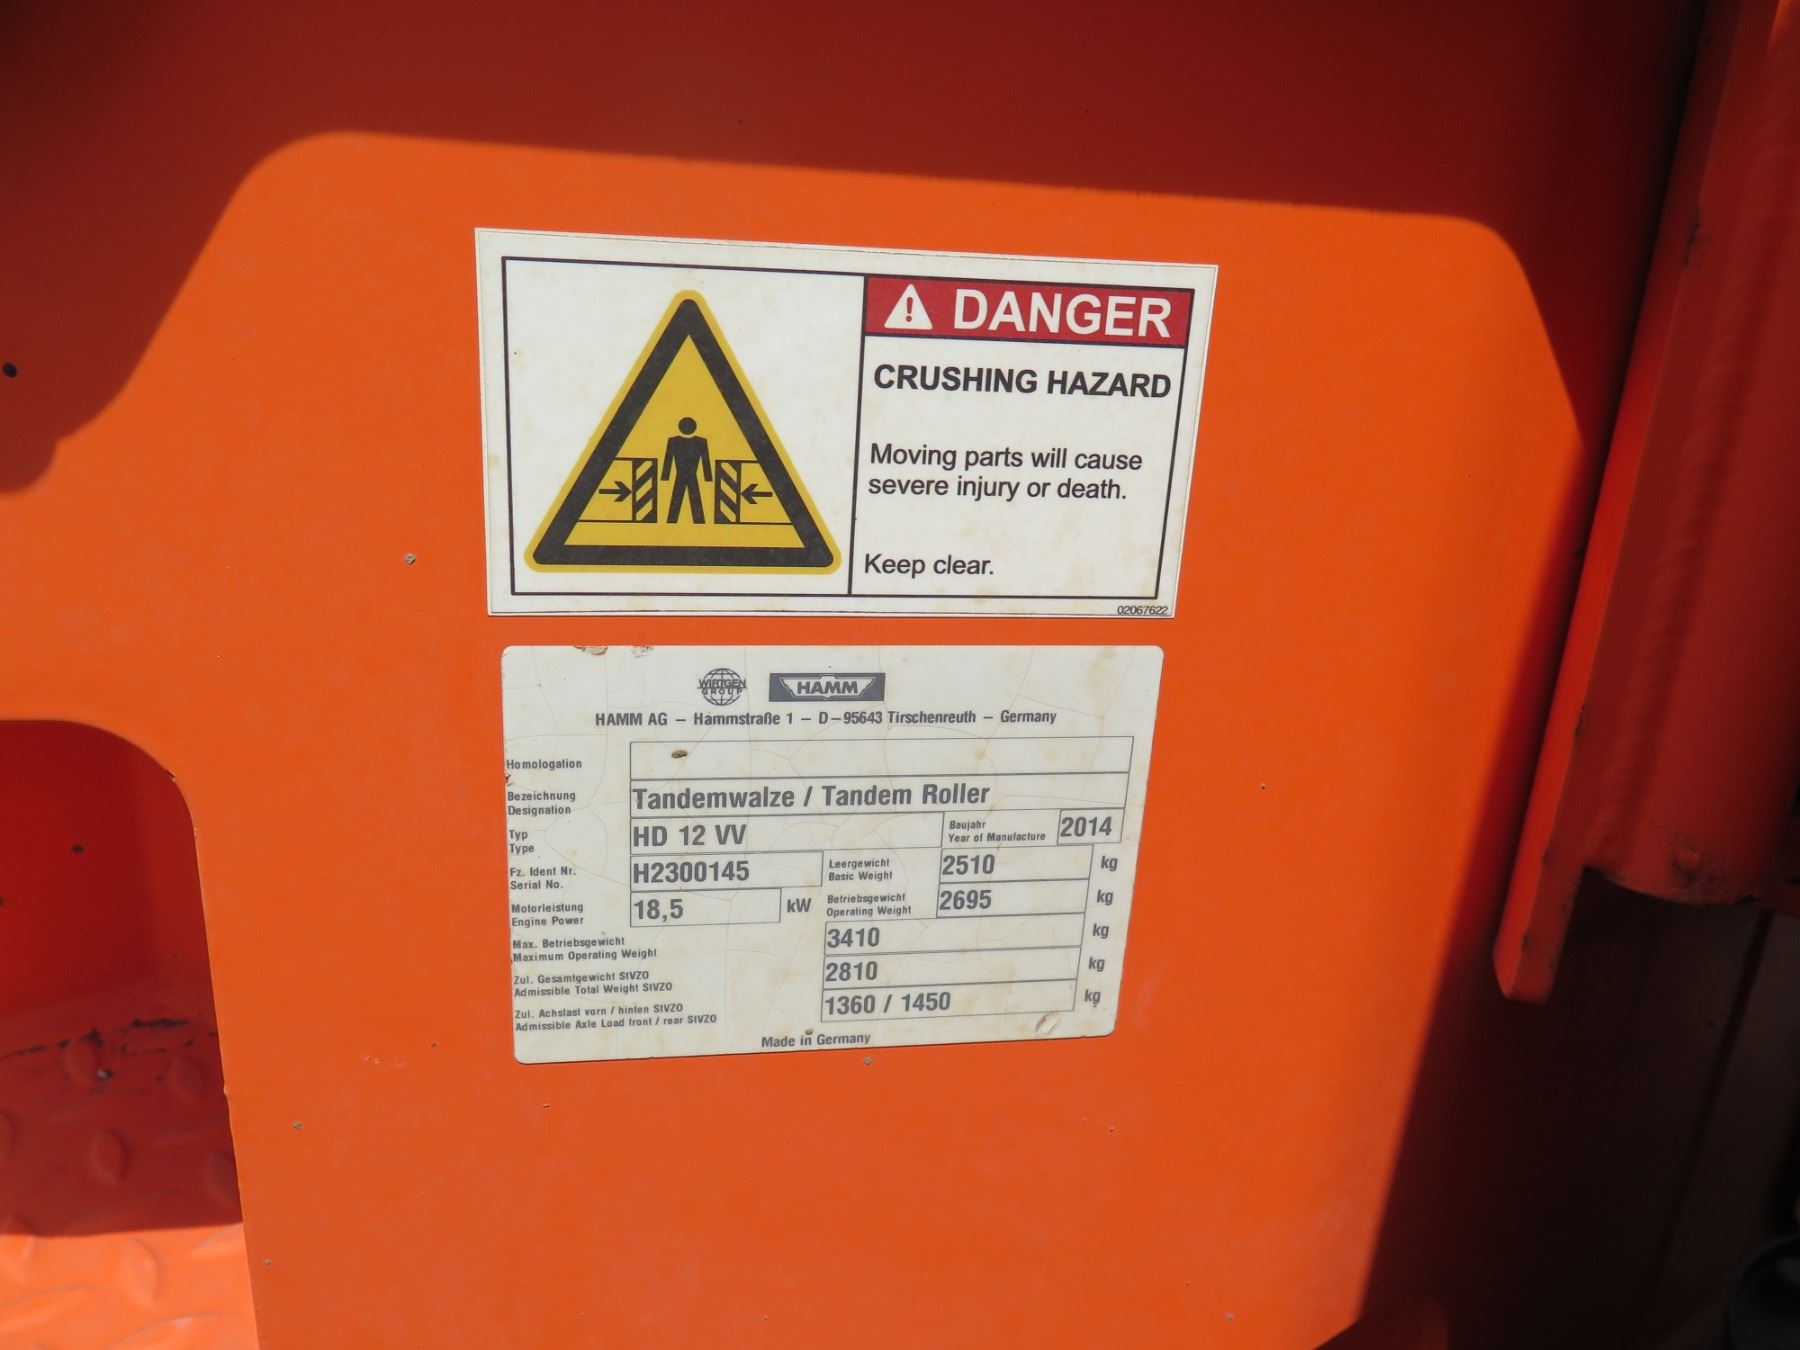 DANGER
CRUSHING HAZARD
Moving parts will cause
severe injury or death.
Keep clear.
02067622
WIRTGEN
GROUP
HAMM
HAMM AG – Hammstraße 1 – D–95643 Tirschenreuth – Germany
Homologation
Bezeichnung
Designation
Tandemwalze / Tandem Roller
Typ
Type
HD 12 VV
Baujahr
Year of Manufacture
2014
Fz. Ident Nr.
Serial No.
H2300145
Leergewicht
Basic Weight
2510 kg
Motorleistung
Engine Power
18,5 kW
Betriebsgewicht
Operating Weight
2695 kg
Max. Betriebsgewicht
Maximum Operating Weight
3410 kg
Zul. Gesamtgewicht StVZO
Admissible Total Weight StVZO
2810 kg
Zul. Achslast vorn / hinten StVZO
Admissible Axle Load front / rear StVZO
1360 / 1450 kg
Made in Germany